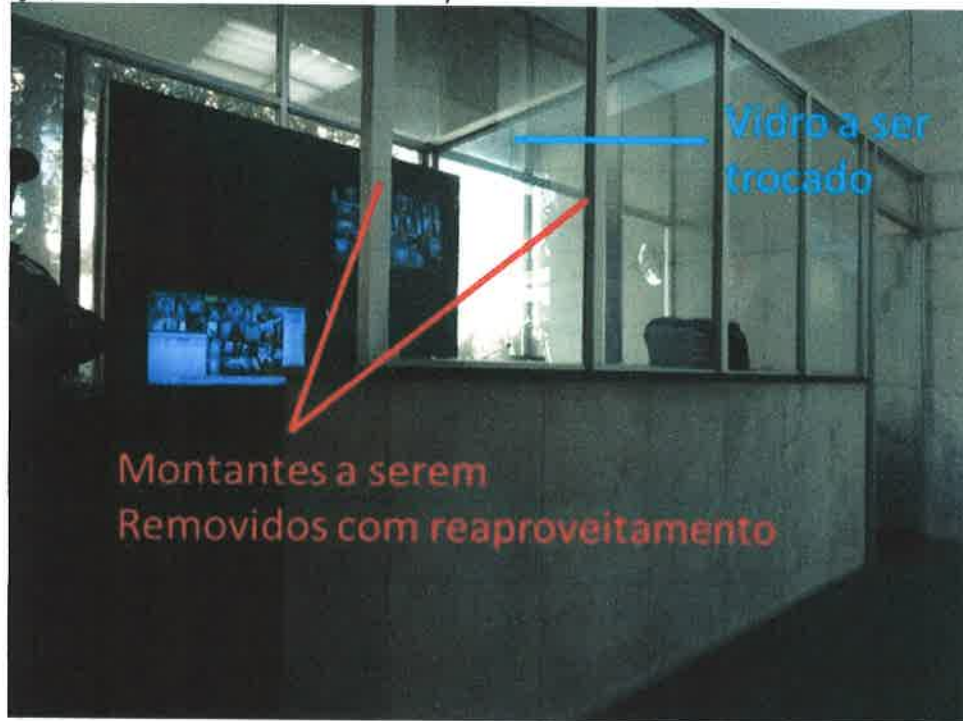 Vidro a ser
trocado
Montantes a serem
Removidos com reaproveitamento